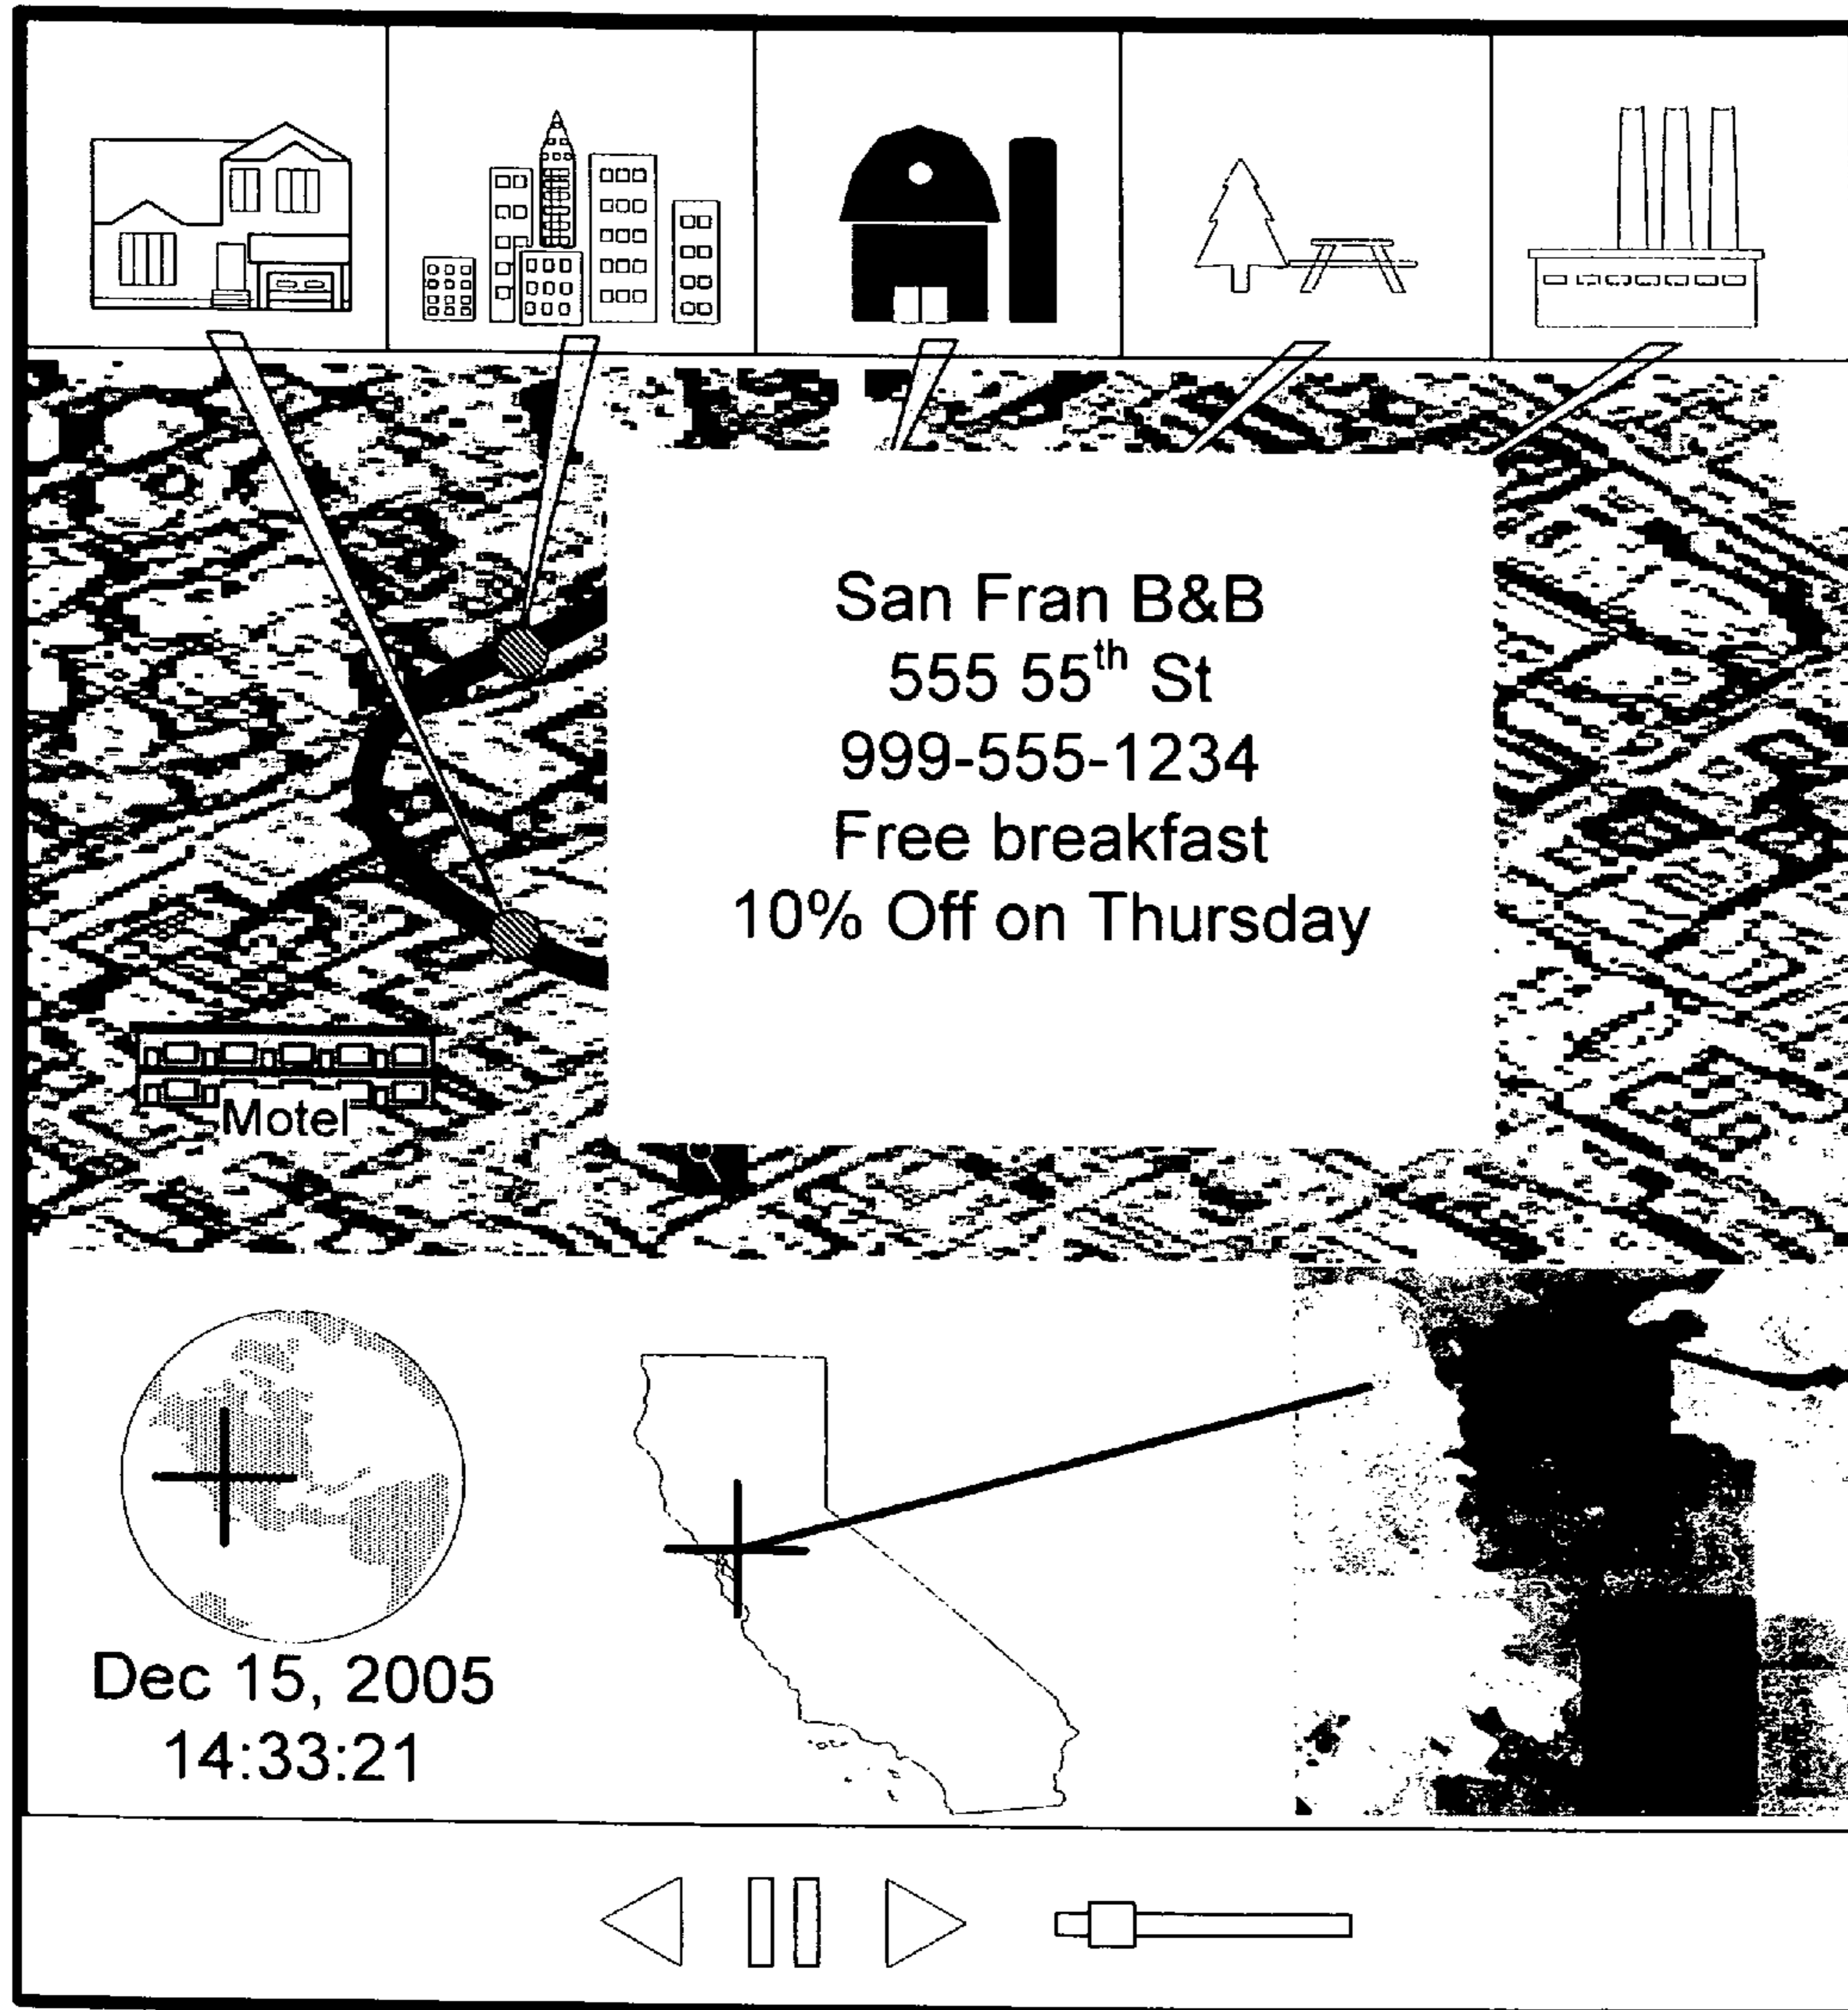 San Fran B&B
555 55th St
999-555-1234
Free breakfast
10% Off on Thursday
Motel
Dec 15, 2005
14:33:21